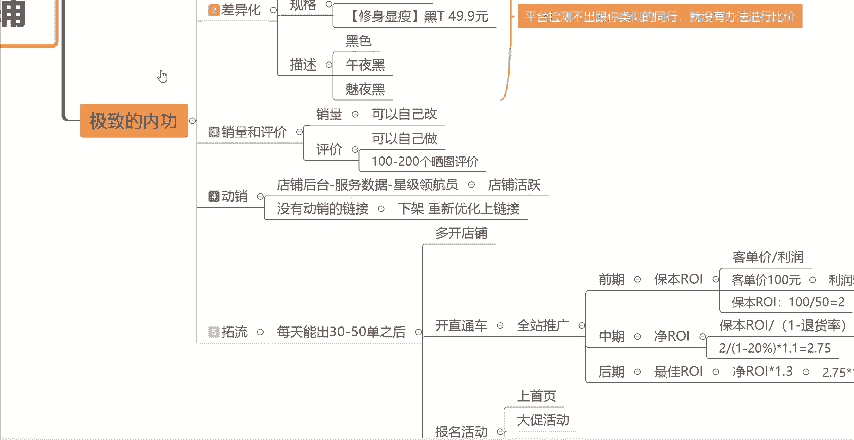 差异化
规格
【修身显瘦】黑T 49.9元
描述
黑色
午夜黑
魅夜黑
平台检测不出跟你类似的同行，就没有办法进行比价
极致的内功
销量和评价
销量
可以自己改
评价
可以自己做
100-200个晒图评价
动销
店铺后台-服务数据-星级领航员
店铺活跃
没有动销的链接
下架 重新优化上链接
拓流
每天能出30-50单之后
多开店铺
开直通车
全站推广
前期
保本ROI
客单价/利润
客单价100元
保本ROI：100/50=2
中期
净ROI
保本ROI/（1-退货率）
2/(1-20%)*1.1=2.75
后期
最佳ROI
净ROI*1.3
2.75*
报名活动
上首页
大促活动